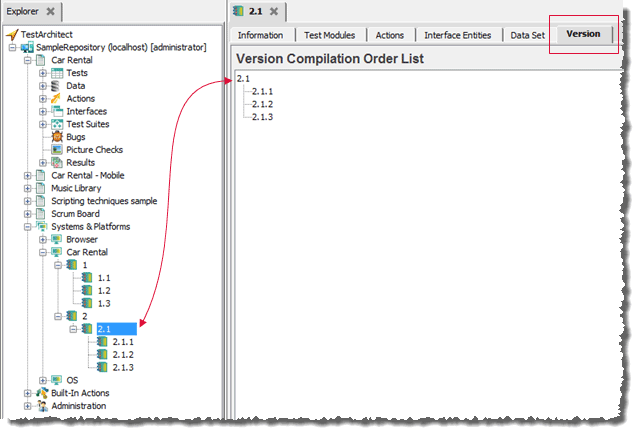 Explorer
TestArchitect
SampleRepository (localhost) [administrator]
Car Rental
Tests
Data
Actions
Interfaces
Test Suites
Bugs
Picture Checks
Results
Car Rental - Mobile
Music Library
Scripting techniques sample
Scrum Board
Systems & Platforms
Browser
Car Rental
1
1.1
1.2
1.3
2
2.1
2.1.1
2.1.2
2.1.3
OS
Built-In Actions
Administration
2.1
Information Test Modules Actions Interface Entities Data Set Version
Version Compilation Order List
2.1
2.1.1
2.1.2
2.1.3